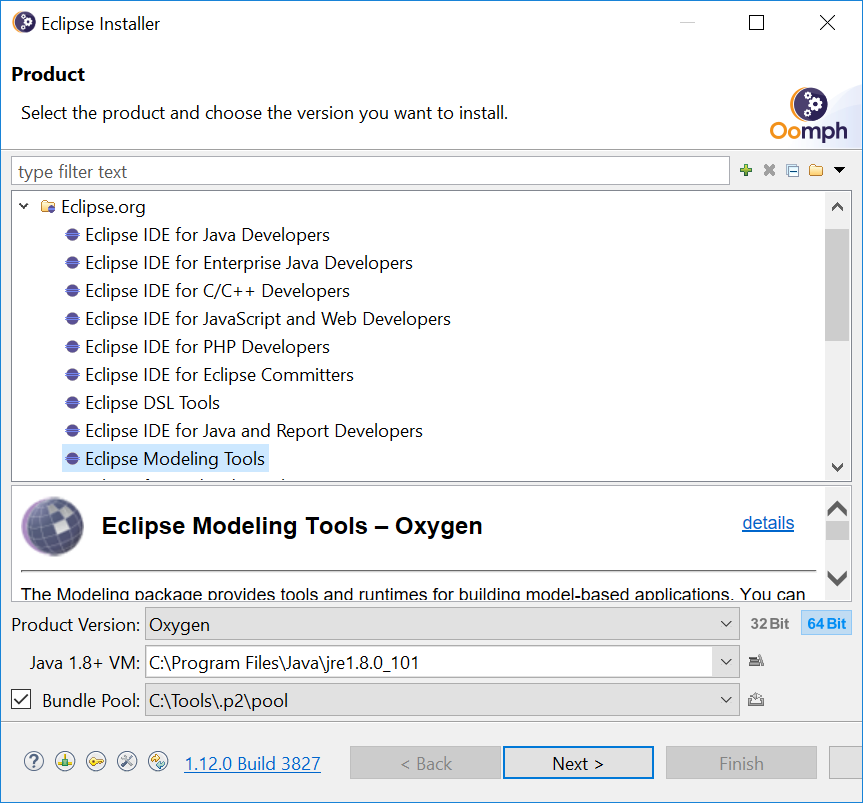 Eclipse Installer
Product
Select the product and choose the version you want to install.
Oomph
type filter text
Eclipse.org
Eclipse IDE for Java Developers
Eclipse IDE for Enterprise Java Developers
Eclipse IDE for C/C++ Developers
Eclipse IDE for JavaScript and Web Developers
Eclipse IDE for PHP Developers
Eclipse IDE for Eclipse Committers
Eclipse DSL Tools
Eclipse IDE for Java and Report Developers
Eclipse Modeling Tools
Eclipse Modeling Tools – Oxygen details
The Modeling package provides tools and runtimes for building model-based applications. You can
Product Version: Oxygen 32 Bit 64 Bit
Java 1.8+ VM: C:\Program Files\Java\jre1.8.0_101
Bundle Pool: C:\Tools\.p2\pool
? 1.12.0 Build 3827 < Back Next > Finish